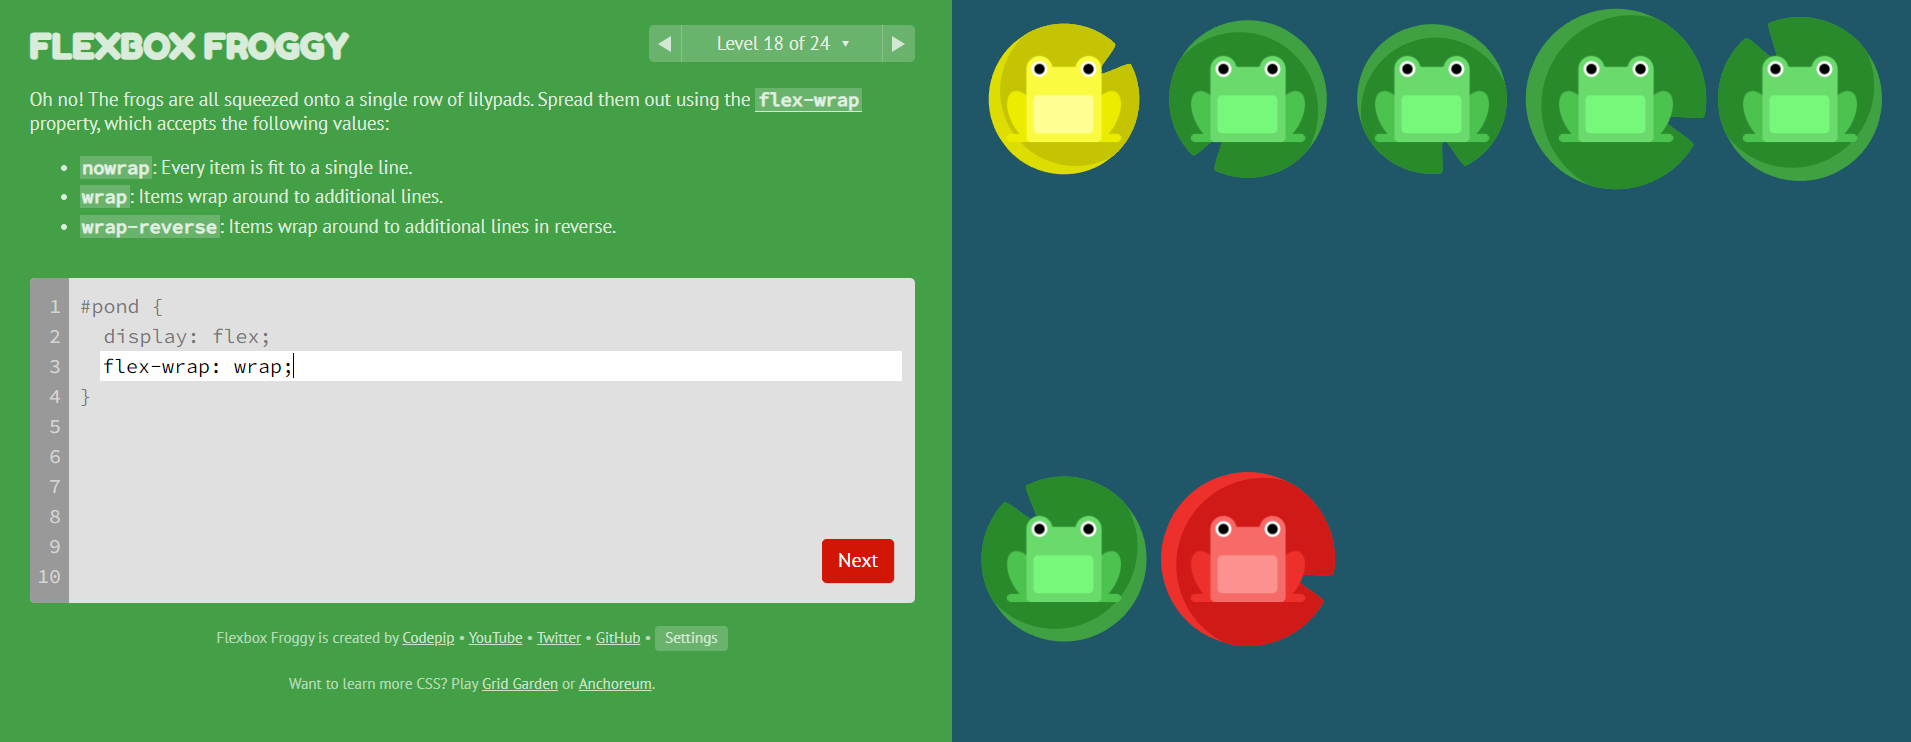 FLEXBOX FROGGY
◀ Level 18 of 24 ▾ ▶
Oh no! The frogs are all squeezed onto a single row of lilypads. Spread them out using the flex-wrap
property, which accepts the following values:
• nowrap: Every item is fit to a single line.
• wrap: Items wrap around to additional lines.
• wrap-reverse: Items wrap around to additional lines in reverse.
1 #pond {
2 display: flex;
3 flex-wrap: wrap;
4 }
5
6
7
8
9
10
Next
Flexbox Froggy is created by Codepip • YouTube • Twitter • GitHub • Settings
Want to learn more CSS? Play Grid Garden or Anchoreum.